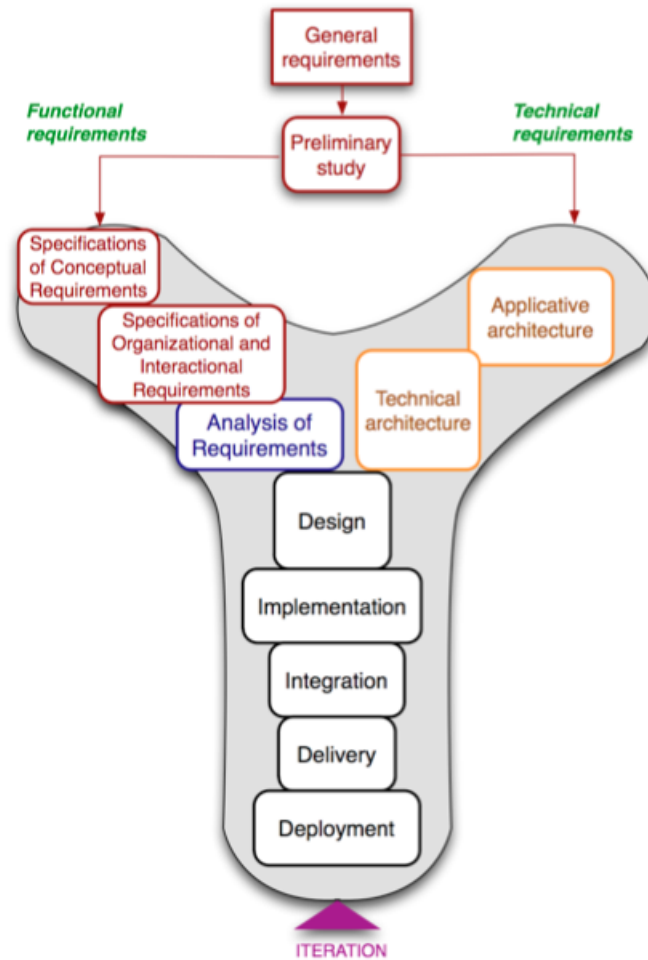 General
requirements
Functional
requirements
Technical
requirements
Preliminary
study
Specifications
of Conceptual
Requirements
Specifications of
Organizational and
Interactional
Requirements
Applicative
architecture
Technical
architecture
Analysis of
Requirements
Design
Implementation
Integration
Delivery
Deployment
ITERATION